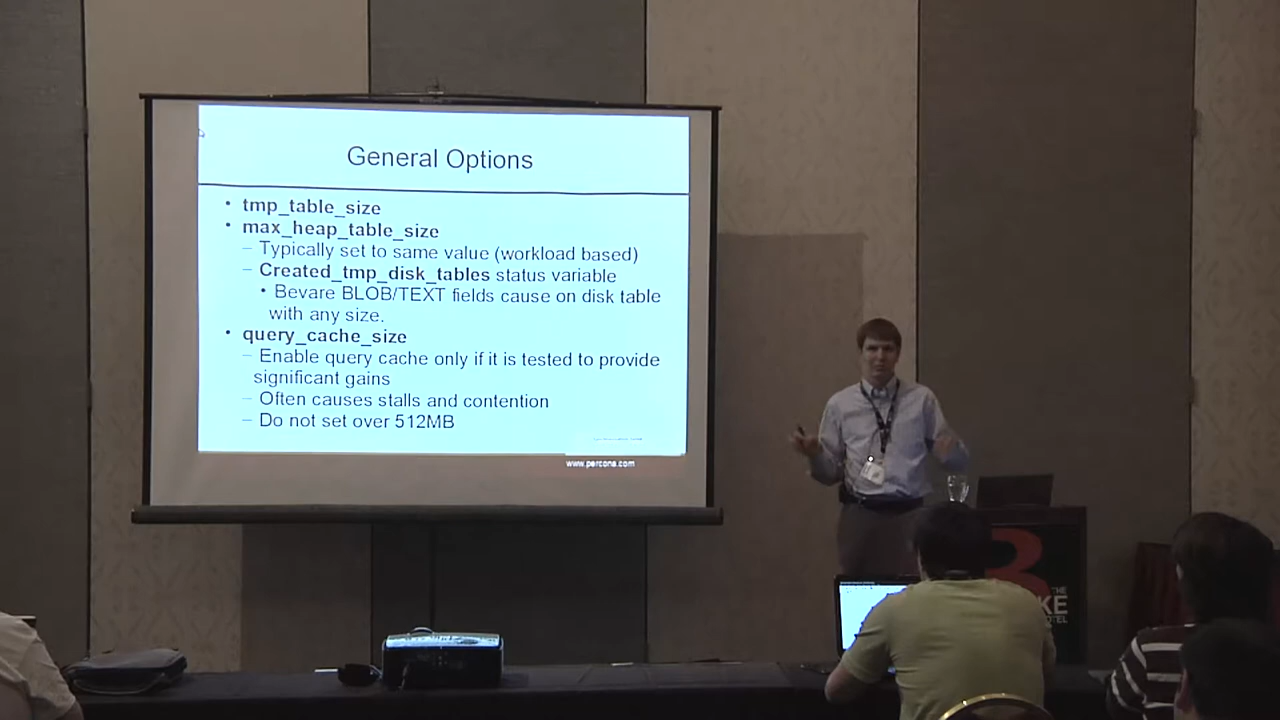 General Options
• tmp_table_size
• max_heap_table_size
– Typically set to same value (workload based)
– Created_tmp_disk_tables status variable
• Bevare BLOB/TEXT fields cause on disk table
with any size.
• query_cache_size
– Enable query cache only if it is tested to provide
significant gains
– Often causes stalls and contention
– Do not set over 512MB
www.percona.com
THE
KE